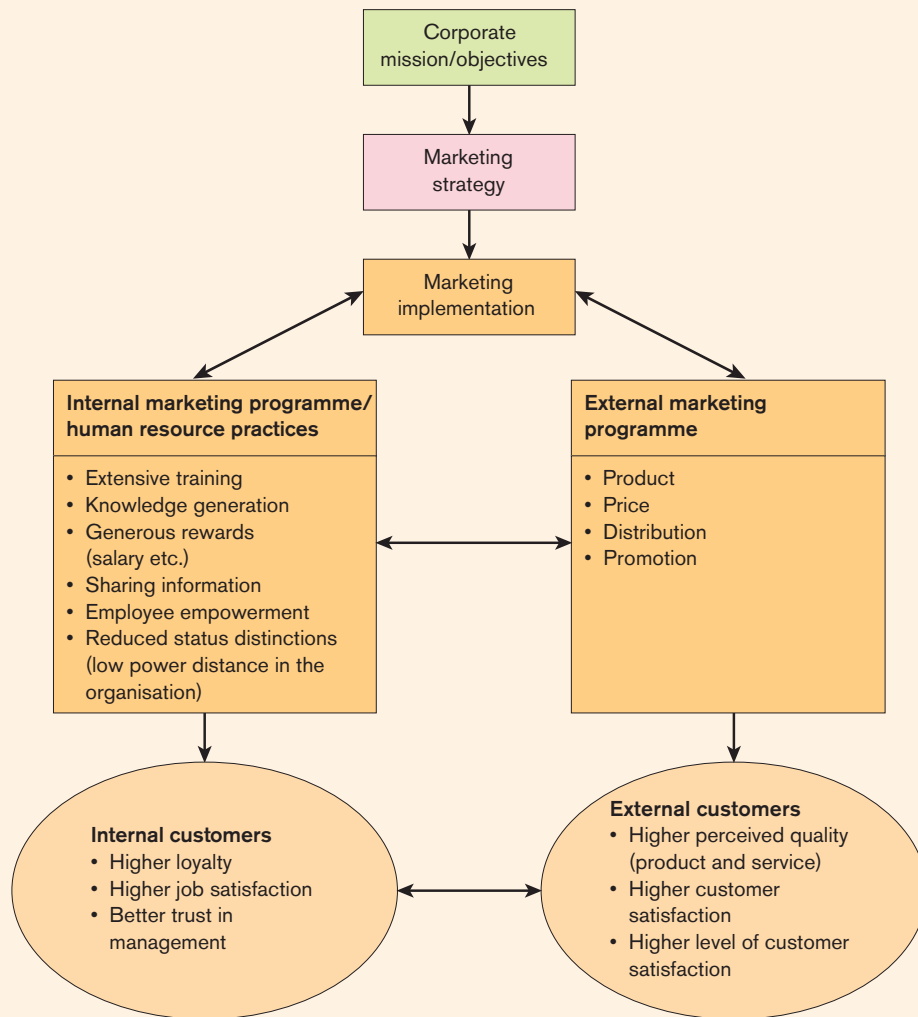 Corporate
mission/objectives
Marketing
strategy
Marketing
implementation
Internal marketing programme/
human resource practices
• Extensive training
• Knowledge generation
• Generous rewards
(salary etc.)
• Sharing information
• Employee empowerment
• Reduced status distinctions
(low power distance in the
organisation)
External marketing
programme
• Product
• Price
• Distribution
• Promotion
Internal customers
• Higher loyalty
• Higher job satisfaction
• Better trust in
management
External customers
• Higher perceived quality
(product and service)
• Higher customer
satisfaction
• Higher level of customer
satisfaction